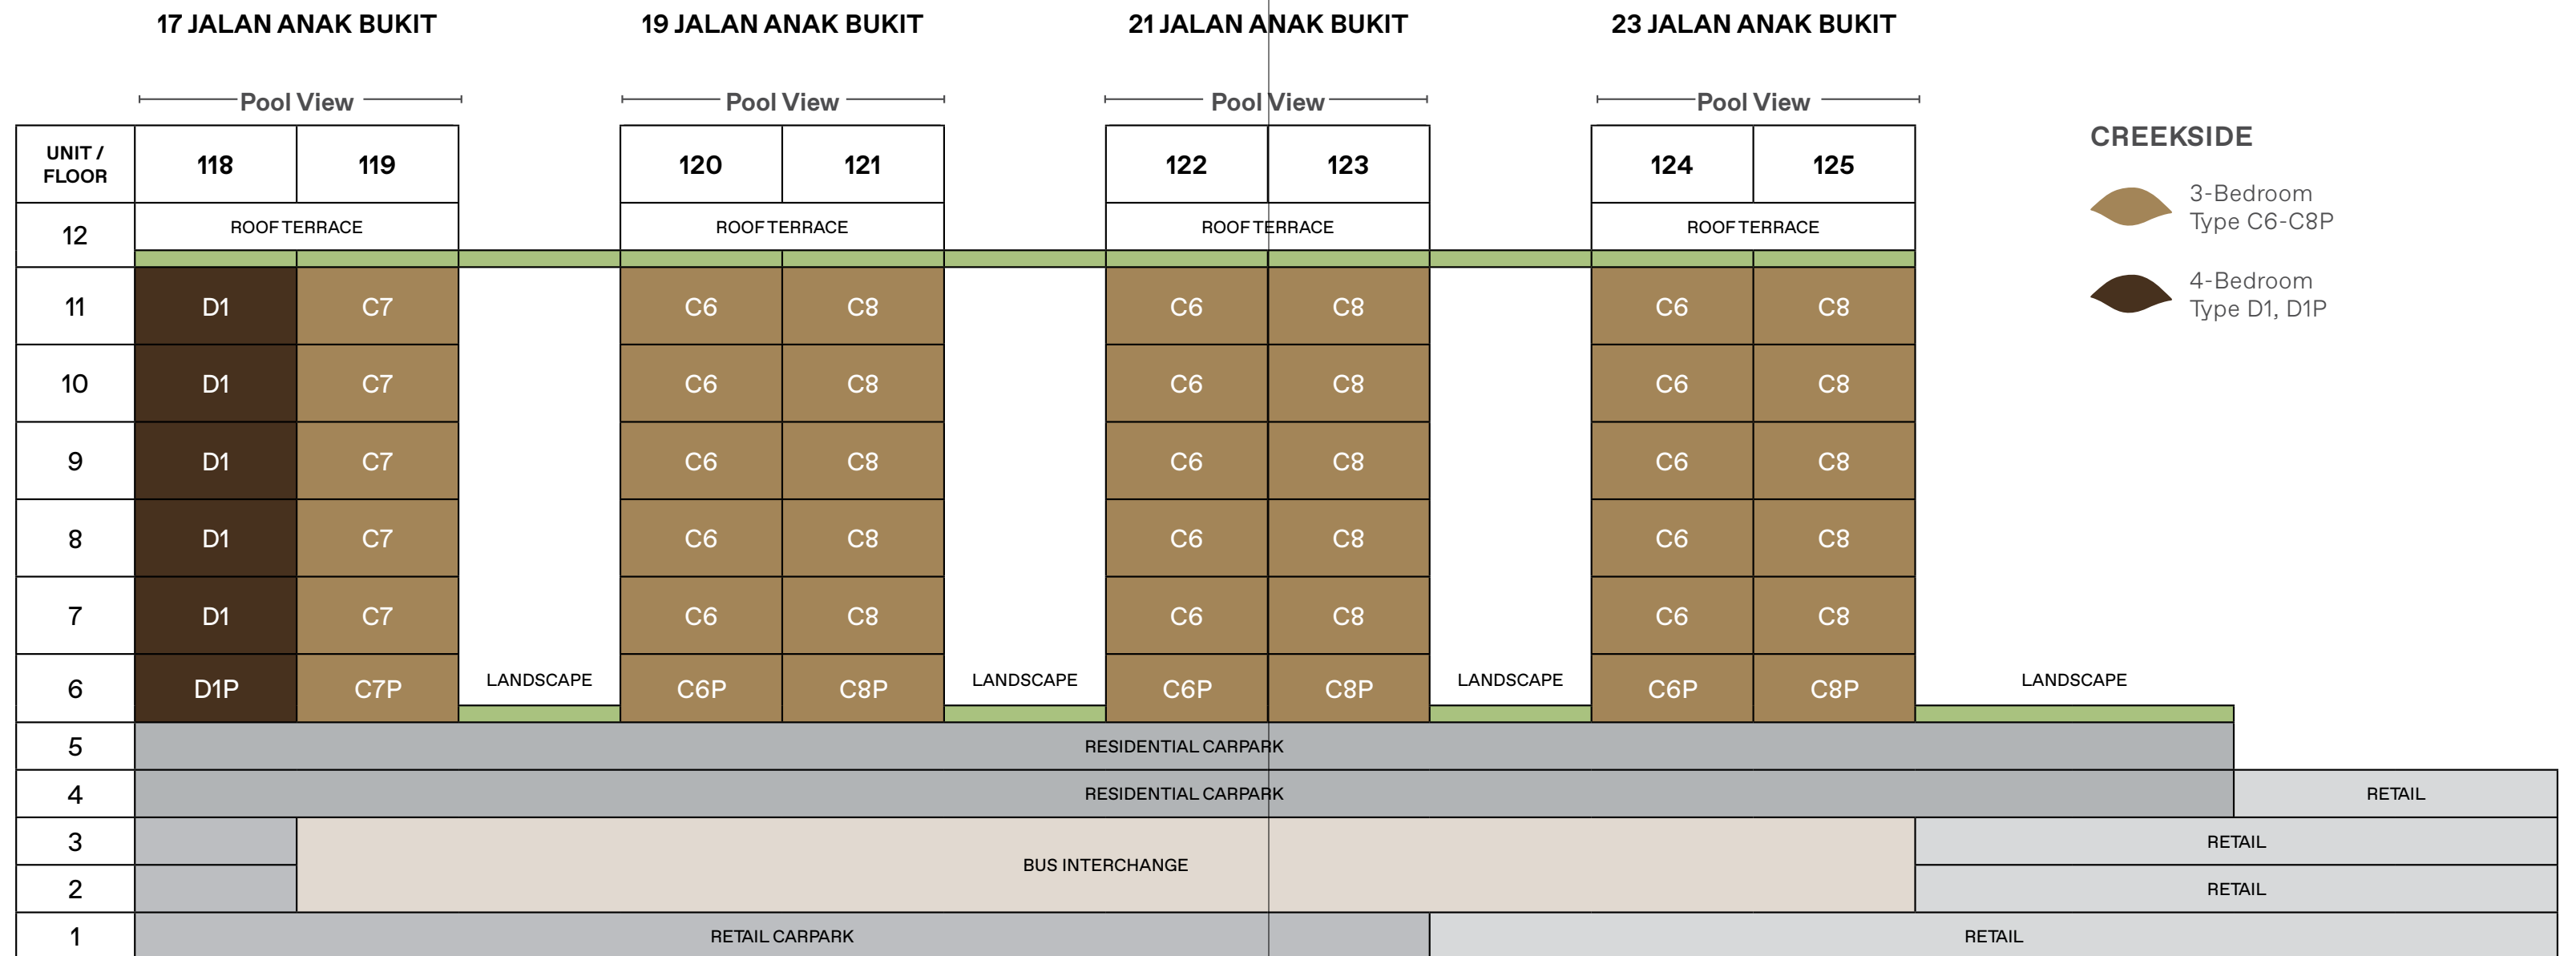 17 JALAN ANAK BUKIT 19 JALAN ANAK BUKIT 21 JALAN ANAK BUKIT 23 JALAN ANAK BUKIT
Pool View Pool View Pool View Pool View
UNIT /
FLOOR
118 119 120 121 122 123 124 125
12 ROOF TERRACE ROOF TERRACE ROOF TERRACE ROOF TERRACE
11 D1 C7 C6 C8 C6 C8 C6 C8
10 D1 C7 C6 C8 C6 C8 C6 C8
9 D1 C7 C6 C8 C6 C8 C6 C8
8 D1 C7 C6 C8 C6 C8 C6 C8
7 D1 C7 C6 C8 C6 C8 C6 C8
6 D1P C7P LANDSCAPE C6P C8P LANDSCAPE C6P C8P LANDSCAPE C6P C8P LANDSCAPE
5 RESIDENTIAL CARPARK
4 RESIDENTIAL CARPARK RETAIL
3 RETAIL
BUS INTERCHANGE
2 RETAIL
1 RETAIL CARPARK RETAIL
CREEKSIDE
3-Bedroom
Type C6-C8P
4-Bedroom
Type D1, D1P